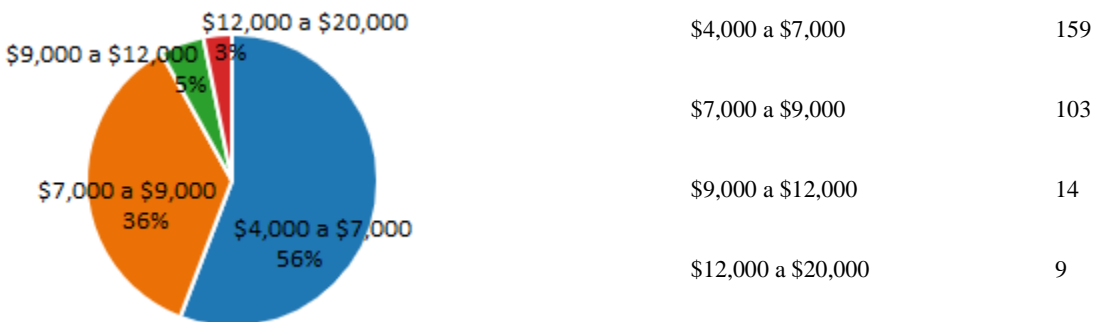 $12,000 a $20,000
3%
$9,000 a $12,000
5%
$7,000 a $9,000
36%
$4,000 a $7,000
56%
$4,000 a $7,000 159
$7,000 a $9,000 103
$9,000 a $12,000 14
$12,000 a $20,000 9